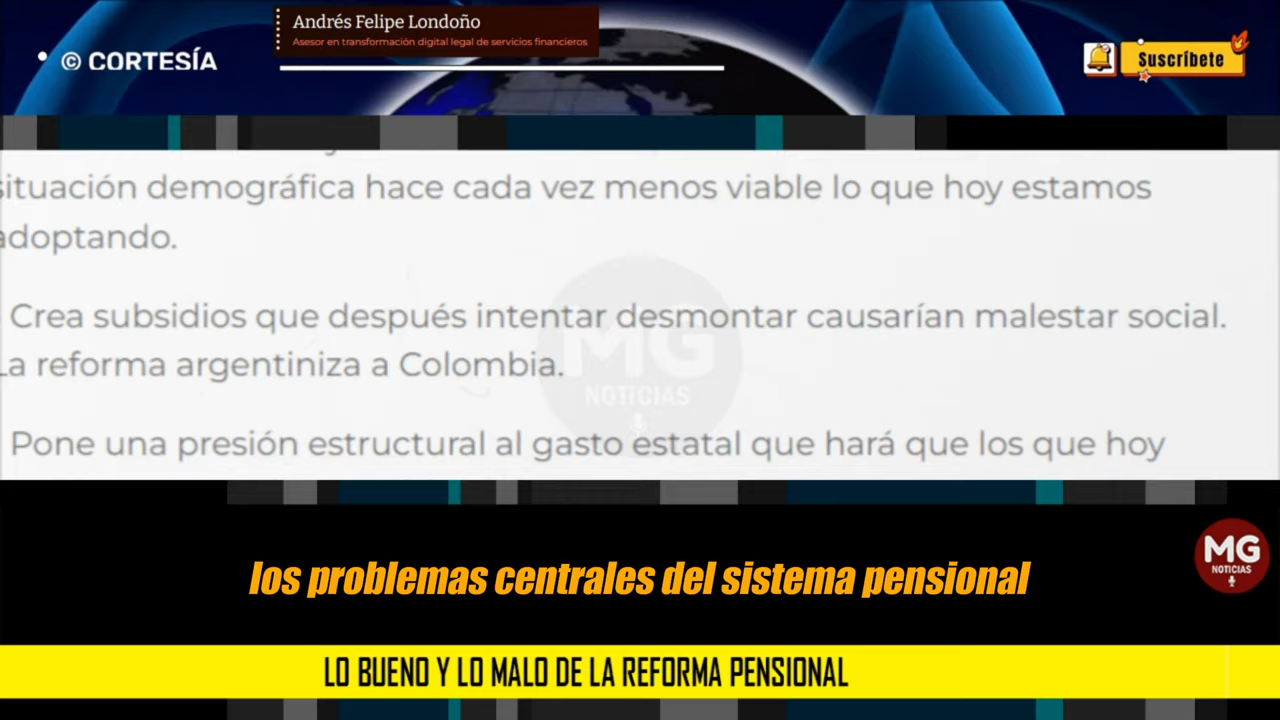 Andrés Felipe Londoño
Asesor en transformación digital legal de servicios financieros
© CORTESÍA
Suscríbete
situación demográfica hace cada vez menos viable lo que hoy estamos
adoptando.
Crea subsidios que después intentar desmontar causarían malestar social.
La reforma argentiniza a Colombia.
MG
NOTICIAS
Pone una presión estructural al gasto estatal que hará que los que hoy
MG
NOTICIAS
los problemas centrales del sistema pensional
LO BUENO Y LO MALO DE LA REFORMA PENSIONAL